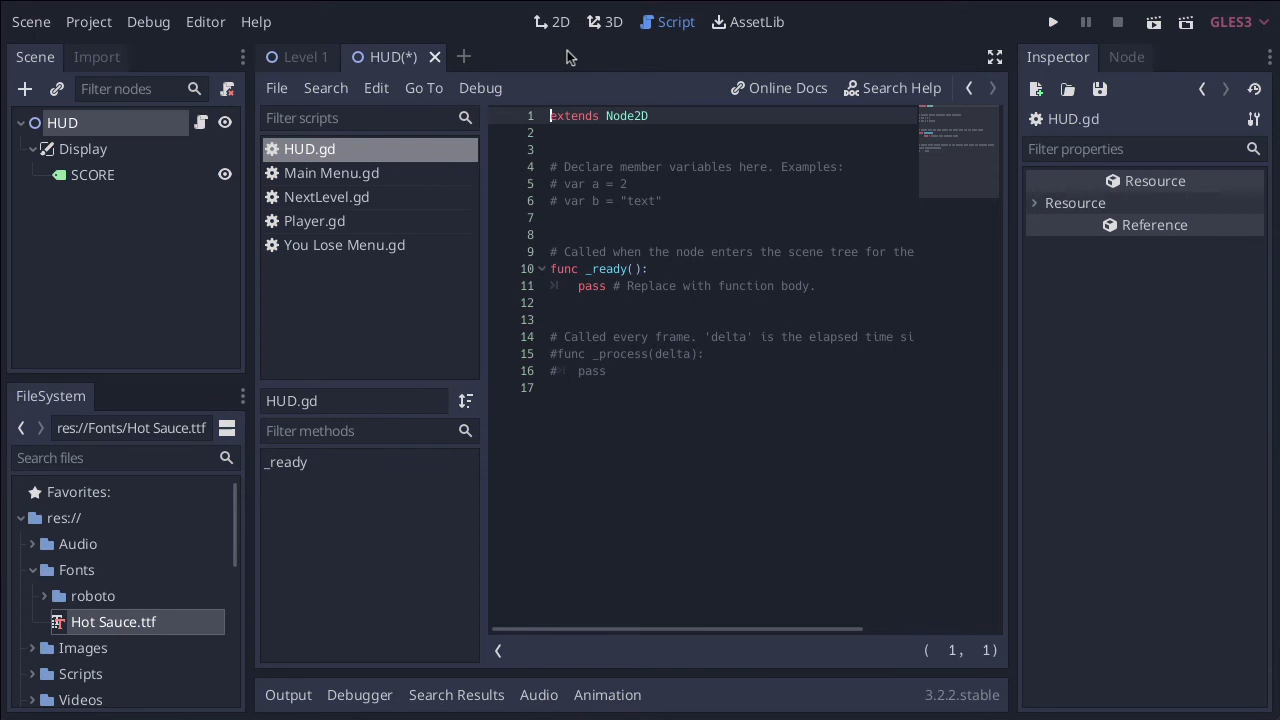 Scene Project Debug Editor Help 2D 3D Script AssetLib GLES3
Scene Import Level 1 HUD(*) Inspector Node
Filter nodes File Search Edit Go To Debug Online Docs Search Help
HUD
Display
SCORE
Filter scripts
HUD.gd
Main Menu.gd
NextLevel.gd
Player.gd
You Lose Menu.gd
HUD.gd
Filter methods
_ready
1 extends Node2D
2
3
4 # Declare member variables here. Examples:
5 # var a = 2
6 # var b = "text"
7
8
9 # Called when the node enters the scene tree for the
10 func _ready():
11 pass # Replace with function body.
12
13
14 # Called every frame. 'delta' is the elapsed time si
15 #func _process(delta):
16 # pass
17
( 1, 1)
HUD.gd
Filter properties
Resource
Resource
Reference
FileSystem
res://Fonts/Hot Sauce.ttf
Search files
Favorites:
res://
Audio
Fonts
roboto
Hot Sauce.ttf
Images
Scripts
Videos
Output Debugger Search Results Audio Animation 3.2.2.stable